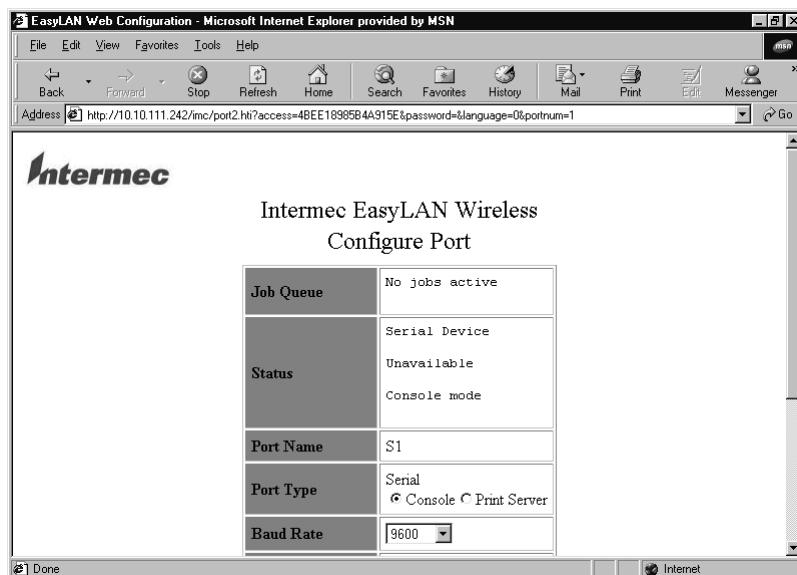 EasyLAN Web Configuration - Microsoft Internet Explorer provided by MSN
File Edit View Favorites Tools Help
msn
Back Forward Stop Refresh Home Search Favorites History Mail Print Edit Messenger »
Address http://10.10.111.242/imc/port2.hti?access=4BEE18985B4A915E&password=&language=0&portnum=1 Go
Intermec
Intermec EasyLAN Wireless
Configure Port
Job Queue No jobs active
Status Serial Device
Unavailable
Console mode
Port Name S1
Port Type Serial
Console Print Server
Baud Rate 9600
Done Internet